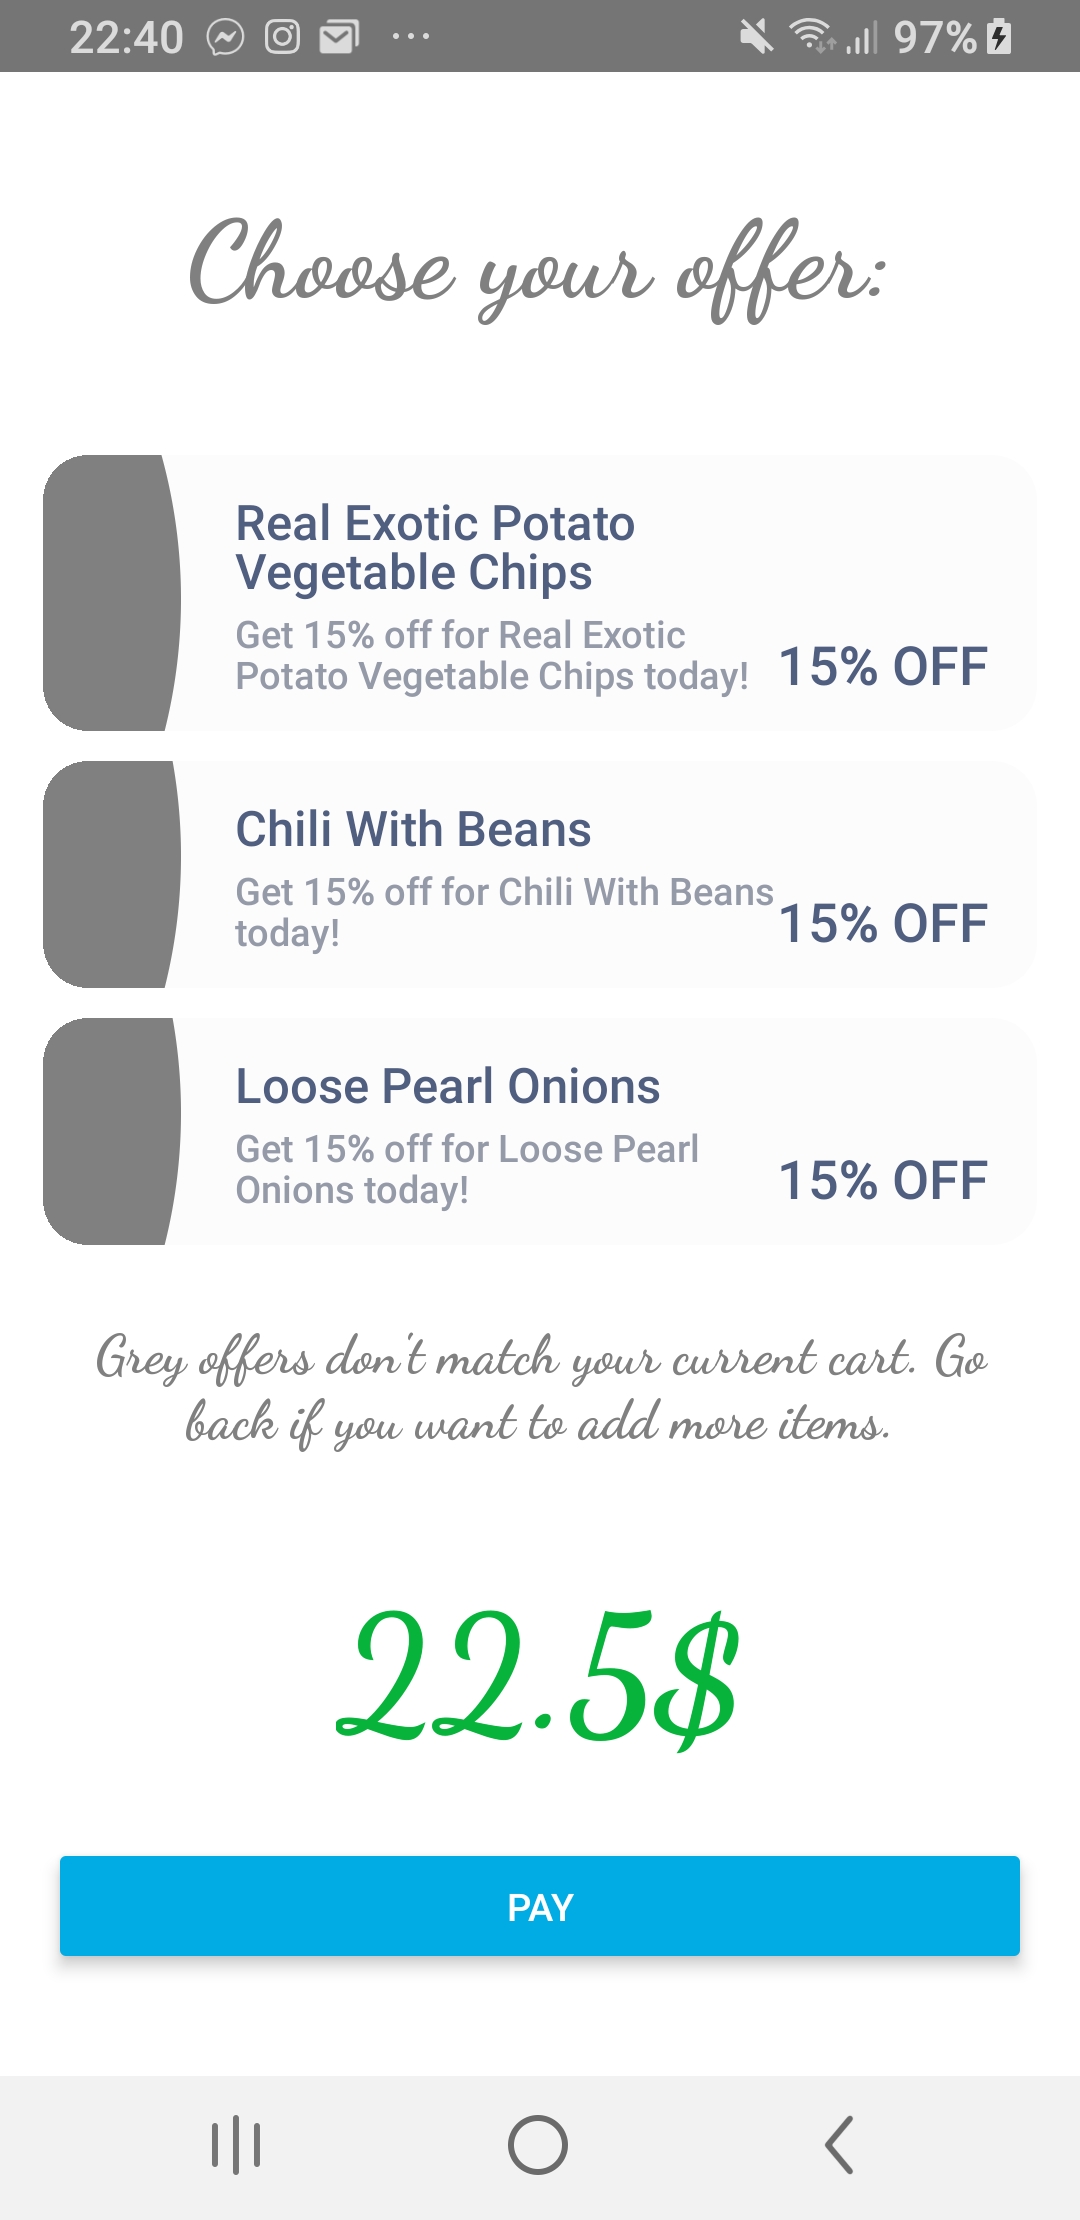 22:40
97%
Choose your offer:
Real Exotic Potato
Vegetable Chips
Get 15% off for Real Exotic
Potato Vegetable Chips today!
15% OFF
Chili With Beans
Get 15% off for Chili With Beans
today!
15% OFF
Loose Pearl Onions
Get 15% off for Loose Pearl
Onions today!
15% OFF
Grey offers don't match your current cart. Go
back if you want to add more items.
22.5$
PAY